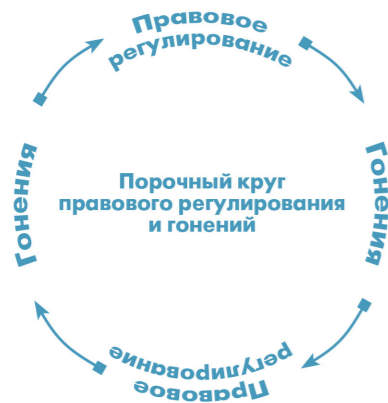 Правовое
регулирование
Гонения
Гонения
Порочный круг
правового регулирования
и гонений
Правовое
регулирование